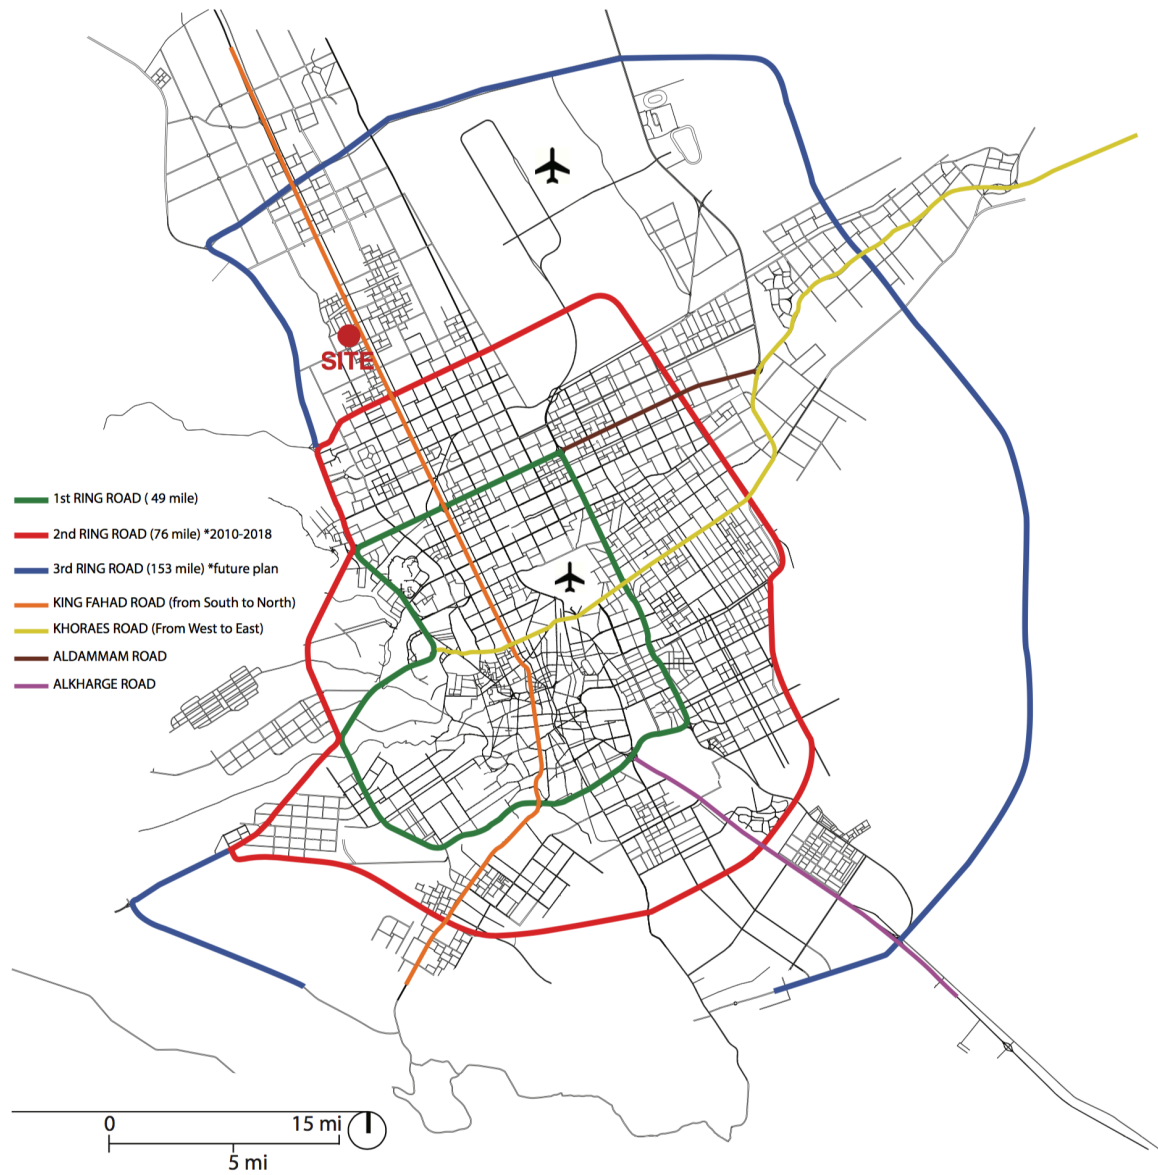 SITE
1st RING ROAD ( 49 mile)
2nd RING ROAD (76 mile) *2010-2018
3rd RING ROAD (153 mile) *future plan
KING FAHAD ROAD (from South to North)
KHORAES ROAD (From West to East)
ALDAMMAM ROAD
ALKHARGE ROAD
0 15 mi
5 mi